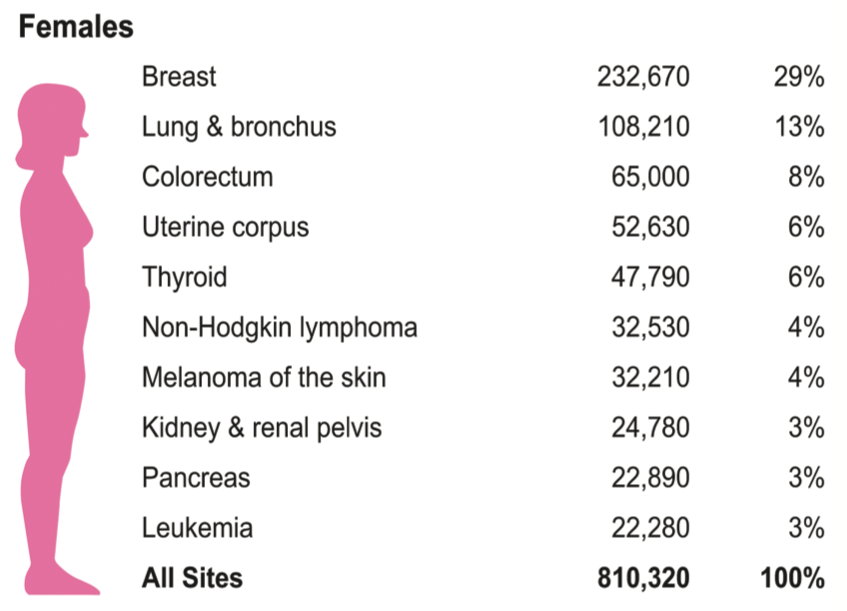 Females
Breast 232,670 29%
Lung & bronchus 108,210 13%
Colorectum 65,000 8%
Uterine corpus 52,630 6%
Thyroid 47,790 6%
Non-Hodgkin lymphoma 32,530 4%
Melanoma of the skin 32,210 4%
Kidney & renal pelvis 24,780 3%
Pancreas 22,890 3%
Leukemia 22,280 3%
All Sites 810,320 100%